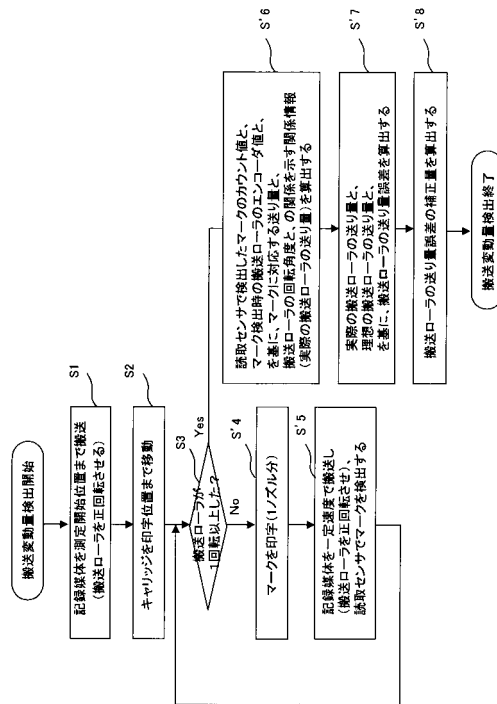 搬送変動量検出開始
S1
記録媒体を測定開始位置まで搬送
(搬送ローラを正回転させる)
S2
キャリッジを印字位置まで移動
S3
搬送ローラが
1回転以上した?
Yes
No
S'4
マークを印字(1ノズル分)
S'5
記録媒体を一定速度で搬送し
(搬送ローラを正回転させ)、
読取センサでマークを検出する
S'6
読取センサで検出したマークのカウント値と、
マーク検出時の搬送ローラのエンコーダ値と、
を基に、マークに対応する送り量と、
搬送ローラの回転角度と、の関係を示す関係情報
(実際の搬送ローラの送り量)を算出する
S'7
実際の搬送ローラの送り量と、
理想の搬送ローラの送り量と、
を基に、搬送ローラの送り量誤差を算出する
S'8
搬送ローラの送り量誤差の補正量を算出する
搬送変動量検出終了